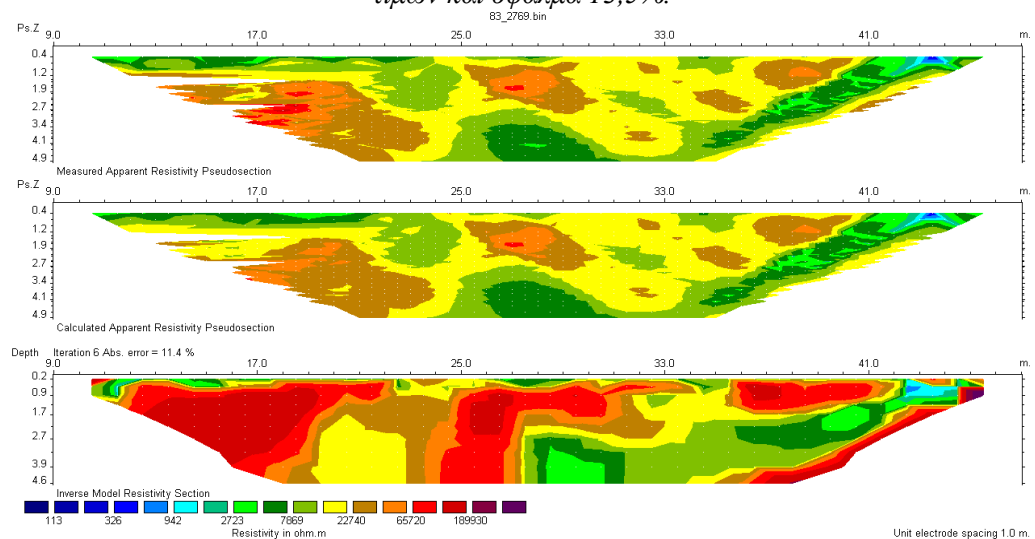 τιμών και σφάλμα 15,5%.
83_2769.bin
Ps.Z 9.0 17.0 25.0 33.0 41.0 m.
0.4
1.2
1.9
2.7
3.4
4.1
4.9
Measured Apparent Resistivity Pseudosection
Ps.Z 9.0 17.0 25.0 33.0 41.0 m.
0.4
1.2
1.9
2.7
3.4
4.1
4.9
Calculated Apparent Resistivity Pseudosection
Depth Iteration 6 Abs. error = 11.4 %
9.0 17.0 25.0 33.0 41.0 m.
0.2
0.9
1.7
2.7
3.9
4.6
Inverse Model Resistivity Section
113 326 942 2723 7869 22740 65720 189930
Resistivity in ohm.m
Unit electrode spacing 1.0 m.